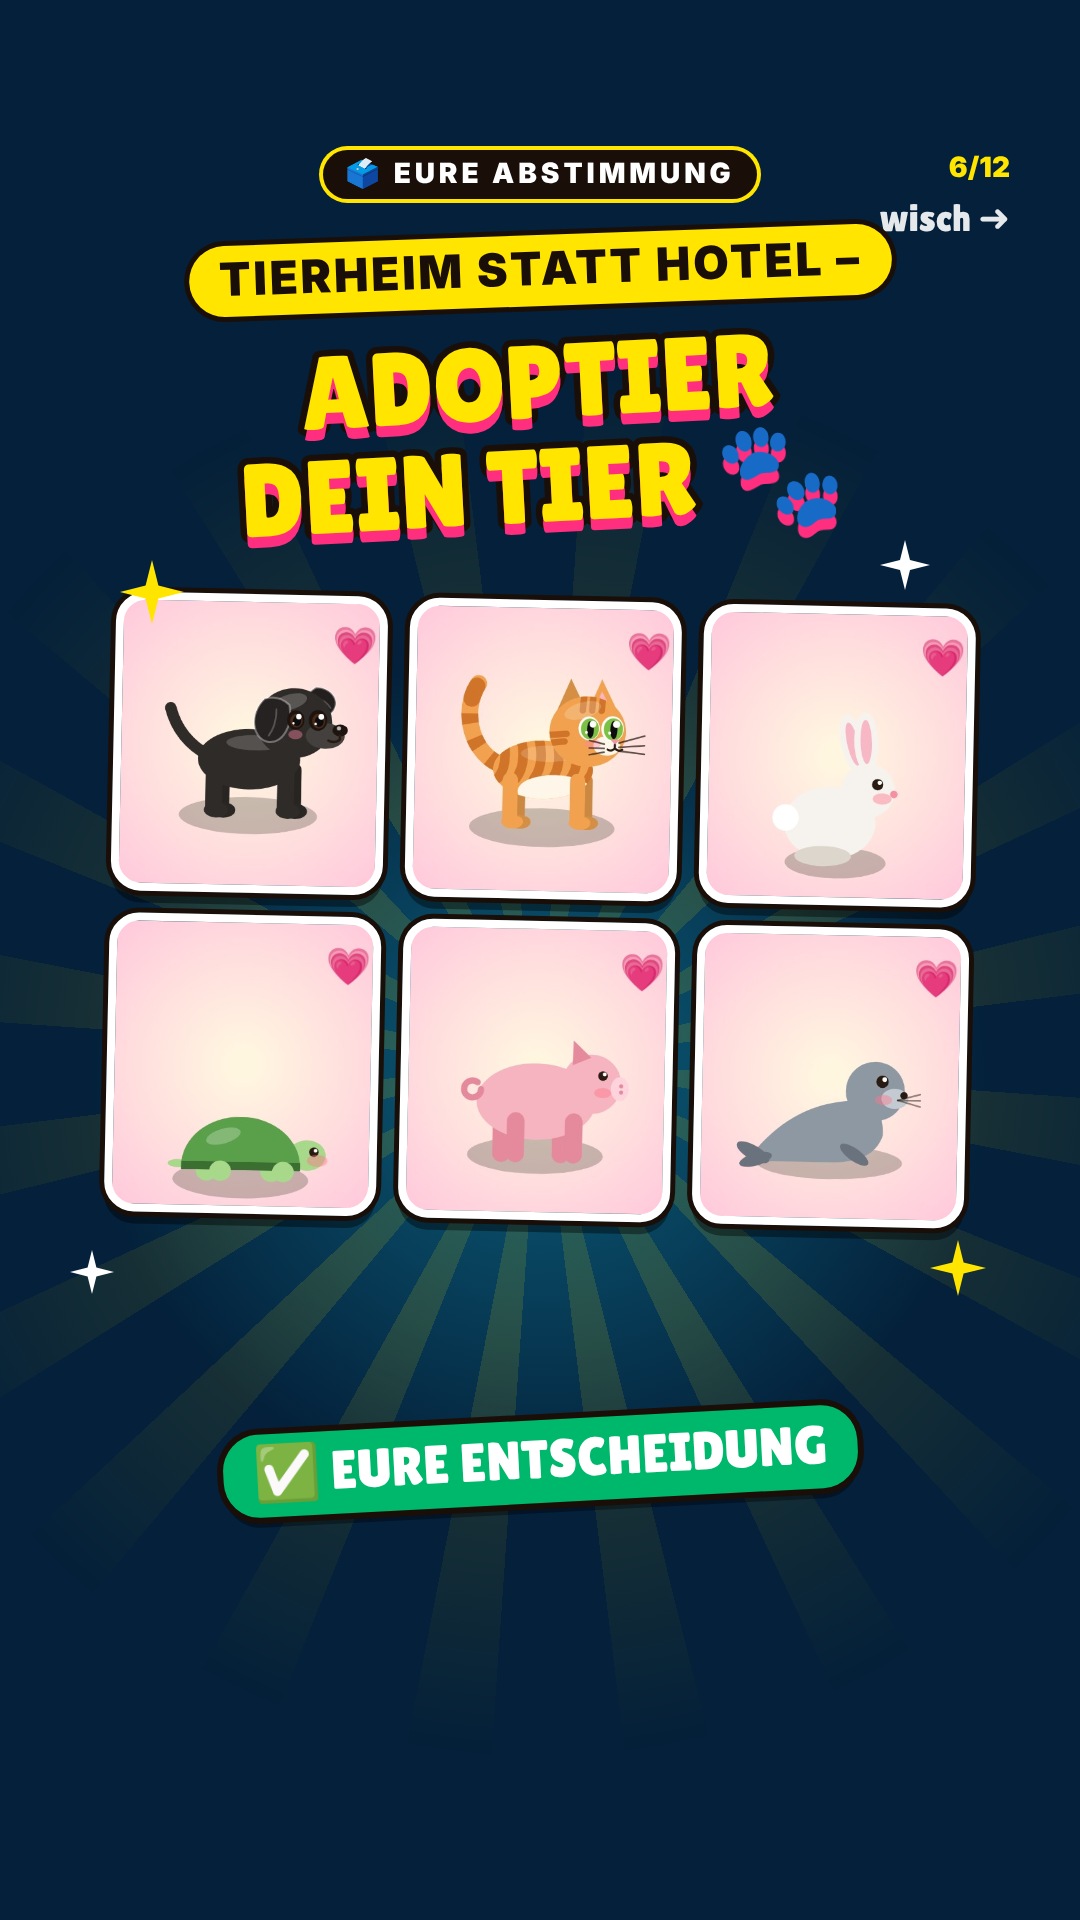 EURE ABSTIMMUNG
6/12
wisch →
TIERHEIM STATT HOTEL –
ADOPTIER
DEIN TIER
EURE ENTSCHEIDUNG